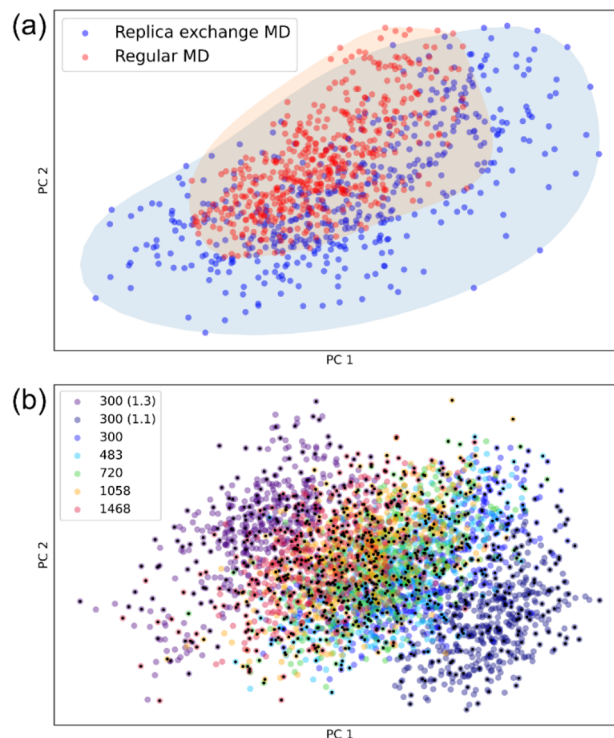 (a)
Replica exchange MD
Regular MD
PC 2
PC 1
(b)
300 (1.3)
300 (1.1)
300
483
720
1058
1468
PC 2
PC 1